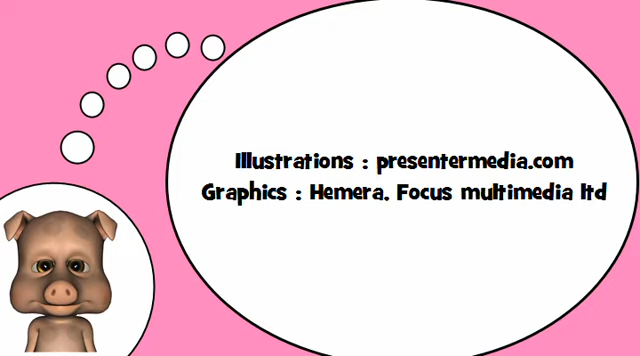 Illustrations : presentermedia.com
Graphics : Hemera. Focus multimedia ltd